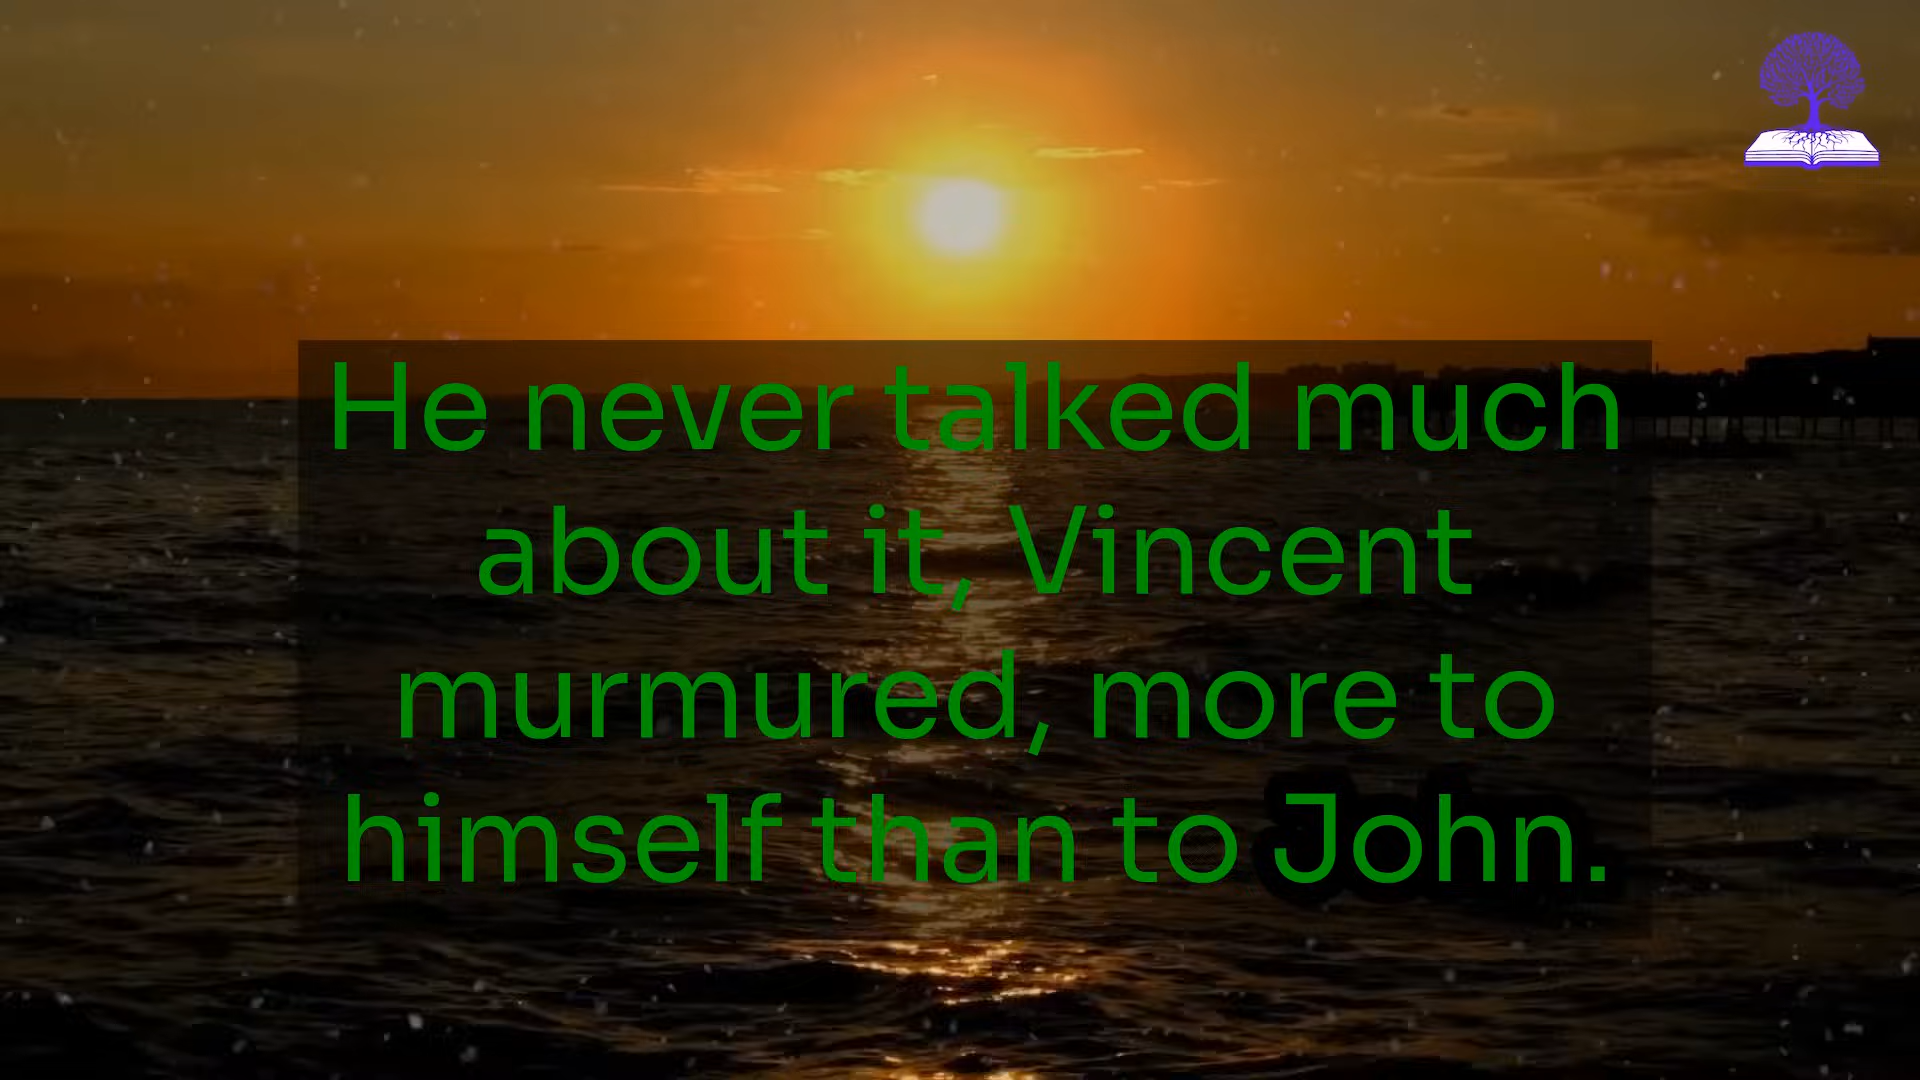 He never talked much
about it, Vincent
murmured, more to
himself than to John.